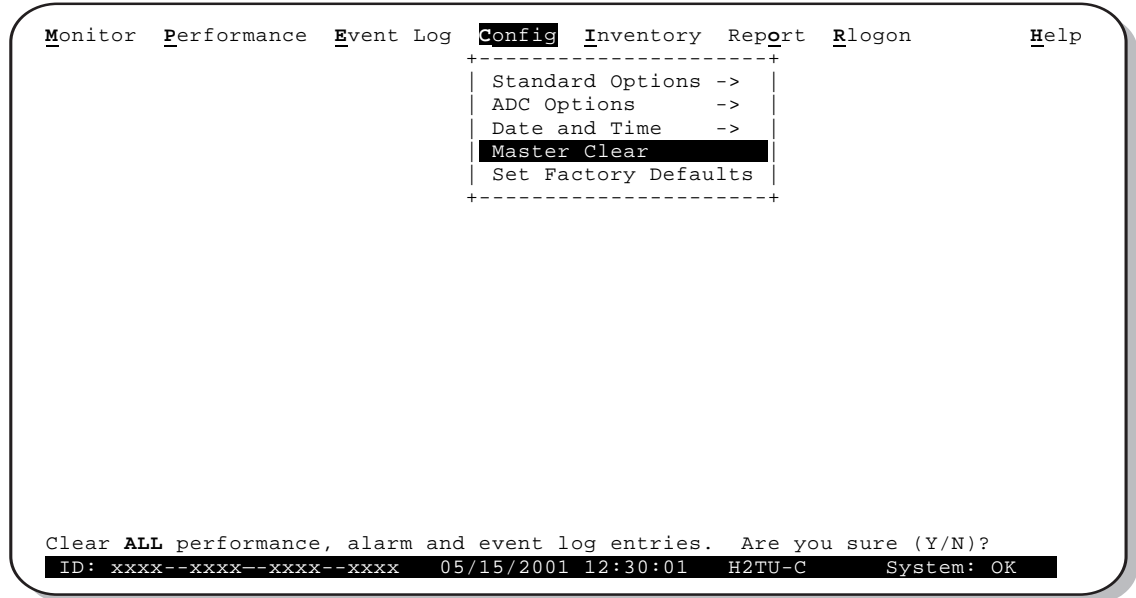 Monitor Performance Event Log Config Inventory Report Rlogon Help
+----------------------+
| Standard Options -> |
| ADC Options -> |
| Date and Time -> |
| Master Clear |
| Set Factory Defaults |
+----------------------+
Clear ALL performance, alarm and event log entries. Are you sure (Y/N)?
ID: xxxx--xxxx--xxxx--xxxx 05/15/2001 12:30:01 H2TU-C System: OK